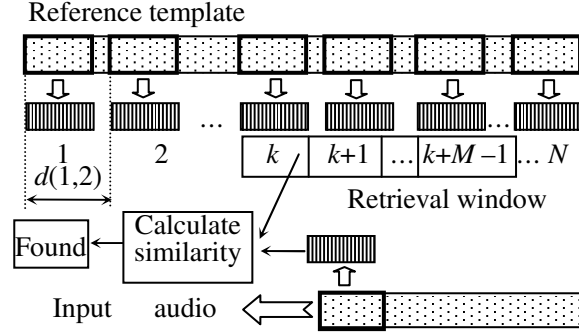 Reference template
...
...
1 2 k k+1 ... k+M –1 ... N
d(1,2)
Retrieval window
Calculate
similarity
Found
Input audio